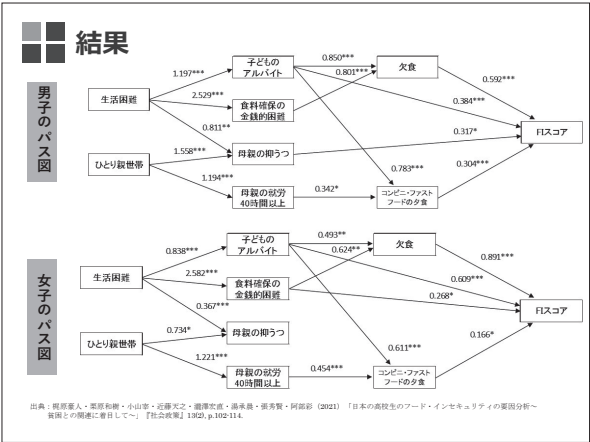 結果
男子のパス図
生活困難
ひとり親世帯
子どもの
アルバイト
食料確保の
金銭的困難
母親の抑うつ
母親の就労
40時間以上
欠食
コンビニ・ファスト
フードの夕食
FIスコア
1.197***
2.529***
0.811**
1.558***
1.194***
0.850***
0.801***
0.592***
0.384***
0.317*
0.783***
0.304***
0.342*
女子のパス図
生活困難
ひとり親世帯
子どもの
アルバイト
食料確保の
金銭的困難
母親の抑うつ
母親の就労
40時間以上
欠食
コンビニ・ファスト
フードの夕食
FIスコア
0.838***
2.582***
0.367***
0.734*
1.221***
0.493**
0.624**
0.891***
0.609***
0.268*
0.611***
0.166*
0.454***
出典：梶原豪人・栗原和樹・小山宰・近藤天之・瀧澤宏直・湯承晨・張秀賢・阿部彩（2021）「日本の高校生のフード・インセキュリティの要因分析～
貧困との関連に着目して～」『社会政策』13(2), p.102-114.